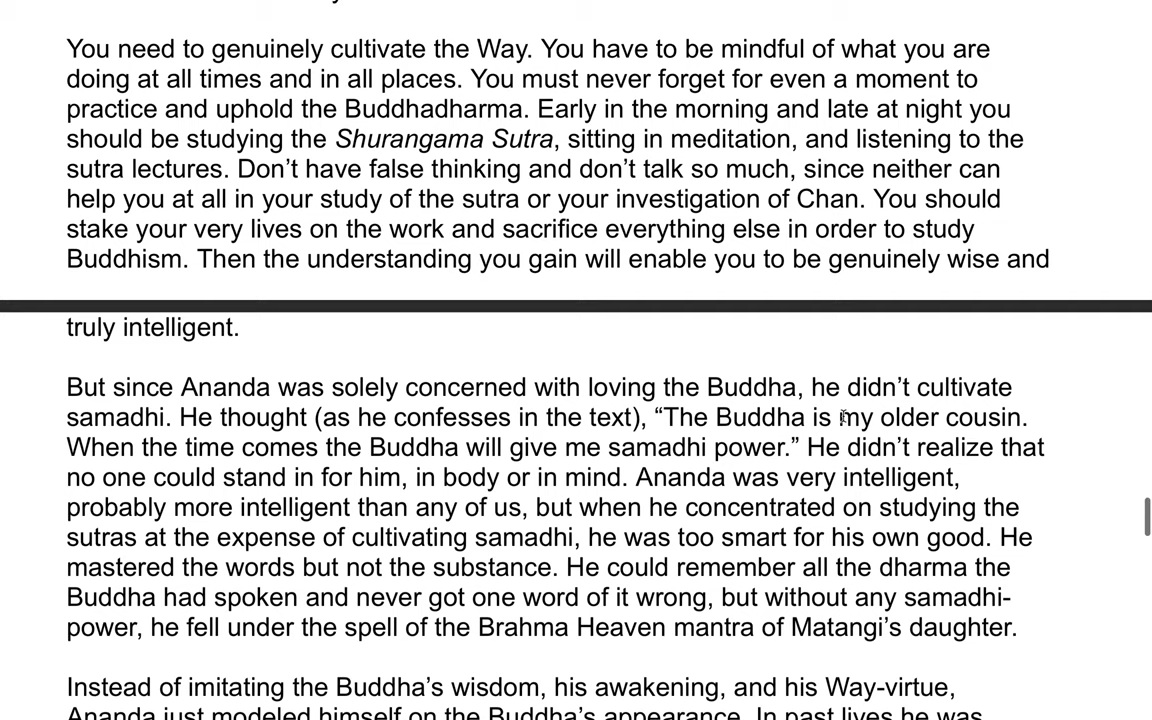 You need to genuinely cultivate the Way. You have to be mindful of what you are
doing at all times and in all places. You must never forget for even a moment to
practice and uphold the Buddhadharma. Early in the morning and late at night you
should be studying the Shurangama Sutra, sitting in meditation, and listening to the
sutra lectures. Don’t have false thinking and don’t talk so much, since neither can
help you at all in your study of the sutra or your investigation of Chan. You should
stake your very lives on the work and sacrifice everything else in order to study
Buddhism. Then the understanding you gain will enable you to be genuinely wise and
truly intelligent.
But since Ananda was solely concerned with loving the Buddha, he didn’t cultivate
samadhi. He thought (as he confesses in the text), “The Buddha is my older cousin.
When the time comes the Buddha will give me samadhi power.” He didn’t realize that
no one could stand in for him, in body or in mind. Ananda was very intelligent,
probably more intelligent than any of us, but when he concentrated on studying the
sutras at the expense of cultivating samadhi, he was too smart for his own good. He
mastered the words but not the substance. He could remember all the dharma the
Buddha had spoken and never got one word of it wrong, but without any samadhi-
power, he fell under the spell of the Brahma Heaven mantra of Matangi’s daughter.
Instead of imitating the Buddha’s wisdom, his awakening, and his Way-virtue,
Ananda just modeled himself on the Buddha’s appearance. In past lives he was